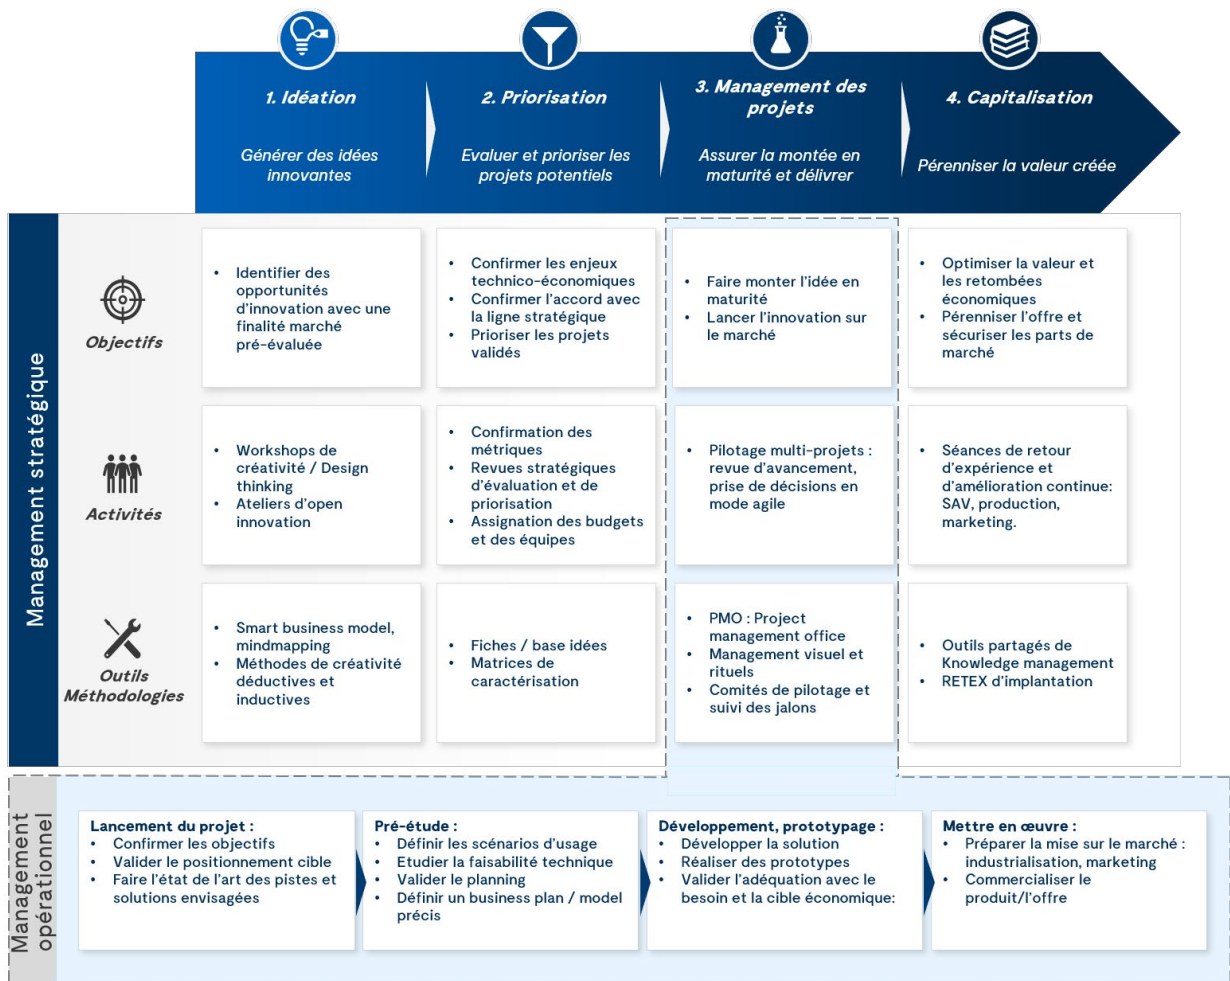 1. Idéation
Générer des idées
innovantes
2. Priorisation
Evaluer et prioriser les
projets potentiels
3. Management des
projets
Assurer la montée en
maturité et délivrer
4. Capitalisation
Pérenniser la valeur créée
Management stratégique
Objectifs
• Identifier des
opportunités
d'innovation avec une
finalité marché
pré-évaluée
• Confirmer les enjeux
technico-économiques
• Confirmer l'accord avec
la ligne stratégique
• Prioriser les projets
validés
• Faire monter l'idée en
maturité
• Lancer l'innovation sur
le marché
• Optimiser la valeur et
les retombées
économiques
• Pérenniser l'offre et
sécuriser les parts de
marché
Activités
• Workshops de
créativité / Design
thinking
• Ateliers d'open
innovation
• Confirmation des
métriques
• Revues stratégiques
d'évaluation et de
priorisation
• Assignation des budgets
et des équipes
• Pilotage multi-projets :
revue d'avancement,
prise de décisions en
mode agile
• Séances de retour
d'expérience et
d'amélioration continue:
SAV, production,
marketing.
Outils
Méthodologies
• Smart business model,
mindmapping
• Méthodes de créativité
déductives et
inductives
• Fiches / base idées
• Matrices de
caractérisation
• PMO : Project
management office
• Management visuel et
rituels
• Comités de pilotage et
suivi des jalons
• Outils partagés de
Knowledge management
• RETEX d'implantation
Management
opérationnel
Lancement du projet :
• Confirmer les objectifs
• Valider le positionnement cible
• Faire l'état de l'art des pistes et
solutions envisagées
Pré-étude :
• Définir les scénarios d'usage
• Etudier la faisabilité technique
• Valider le planning
• Définir un business plan / model
précis
Développement, prototypage :
• Développer la solution
• Réaliser des prototypes
• Valider l'adéquation avec le
besoin et la cible économique:
Mettre en œuvre :
• Préparer la mise sur le marché :
industrialisation, marketing
• Commercialiser le
produit/l'offre